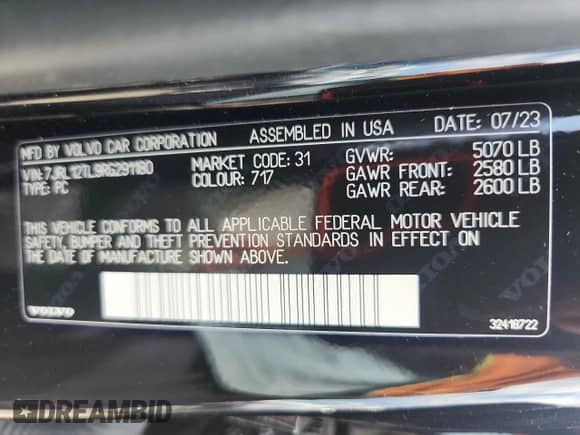 MFD BY VOLVO CAR CORPORATION ASSEMBLED IN USA DATE: 07/23
VIN: 7JRL12TL9RG291160 MARKET CODE: 31 GVWR: 5070 LB
TYPE: PC COLOUR: 717 GAWR FRONT: 2580 LB
GAWR REAR: 2600 LB
THIS VEHICLE CONFORMS TO ALL APPLICABLE FEDERAL MOTOR VEHICLE
SAFETY, BUMPER AND THEFT PREVENTION STANDARDS IN EFFECT ON
THE DATE OF MANUFACTURE SHOWN ABOVE.
VOLVO 32418722
DREAMBID